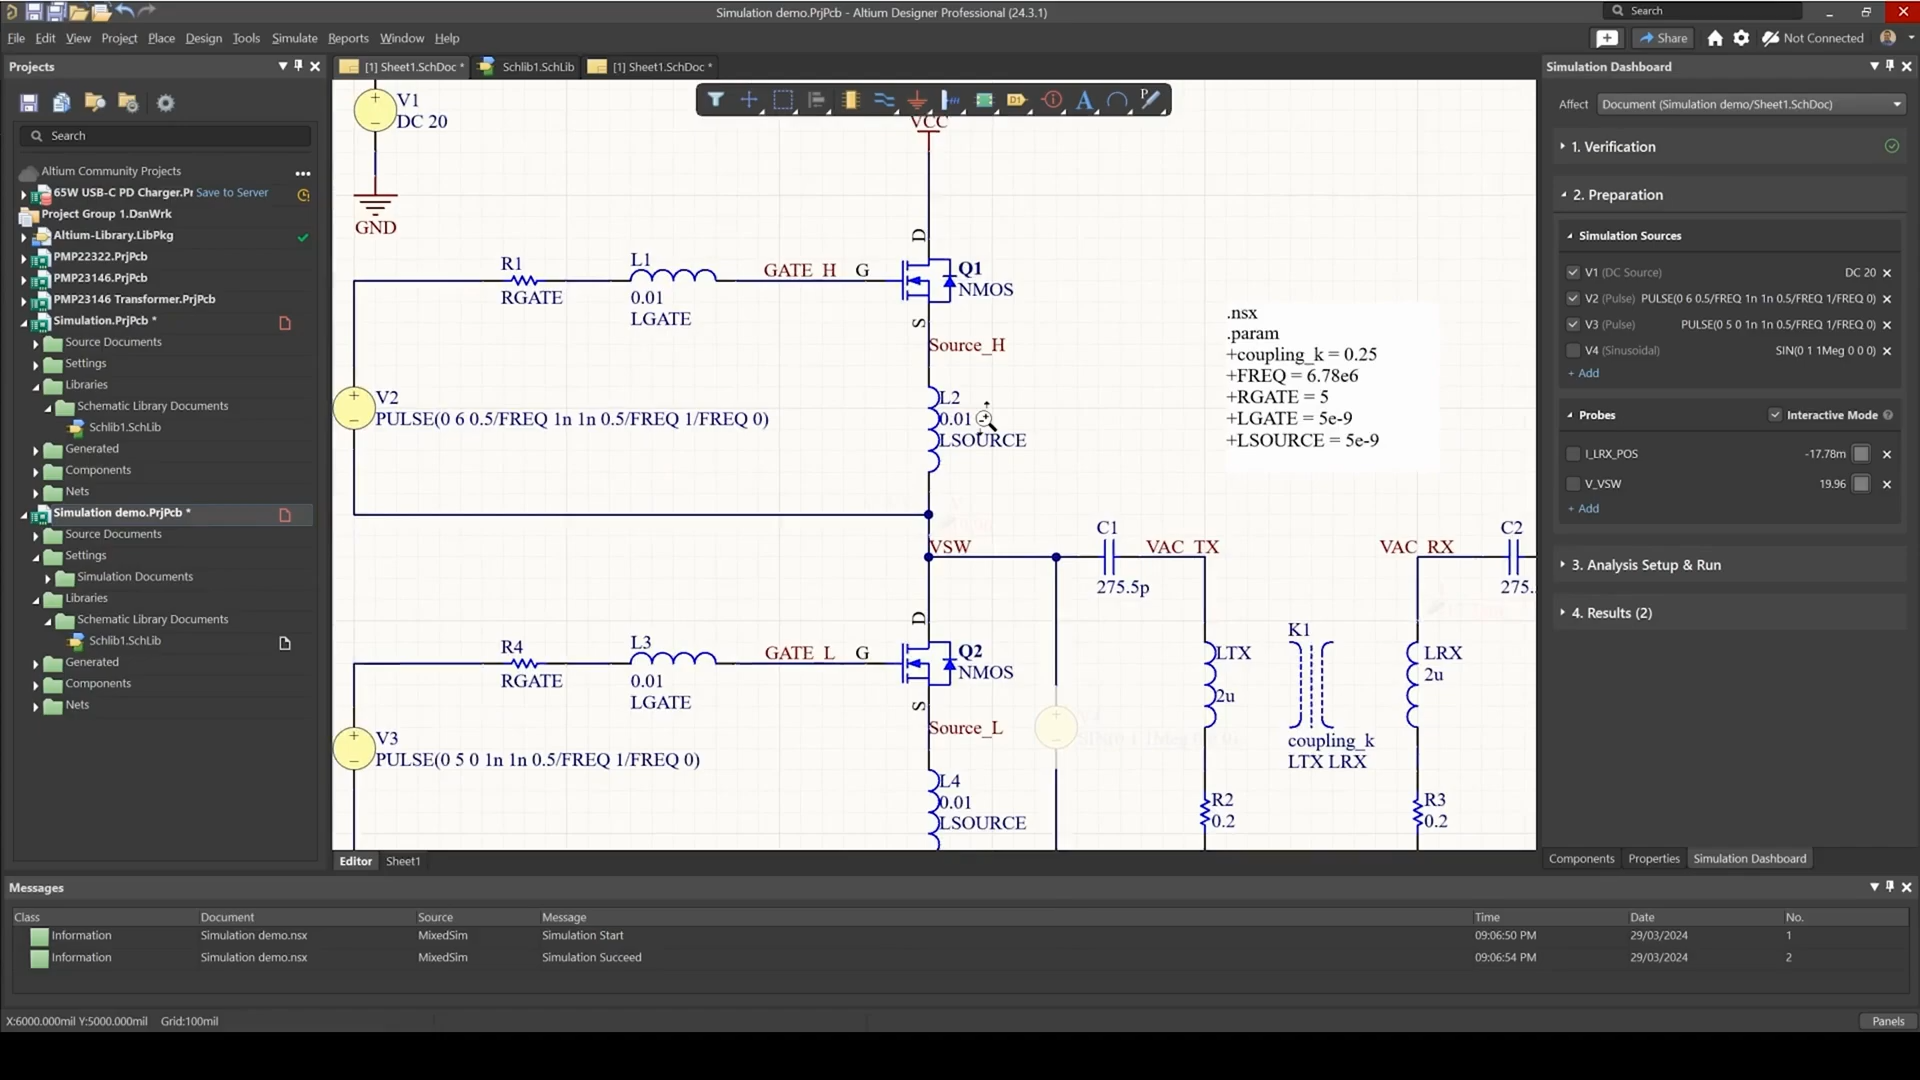 Simulation demo.PrjPcb - Altium Designer Professional (24.3.1)
Search
File Edit View Project Place Design Tools Simulate Reports Window Help
Share
Not Connected
Projects
[1] Sheet1.SchDoc *
Schlib1.SchLib
[1] Sheet1.SchDoc *
Search
Altium Community Projects
65W USB-C PD Charger.Pr Save to Server
Project Group 1.DsnWrk
Altium-Library.LibPkg
PMP22322.PrjPcb
PMP23146.PrjPcb
PMP23146 Transformer.PrjPcb
Simulation.PrjPcb *
Source Documents
Settings
Libraries
Schematic Library Documents
Schlib1.SchLib
Generated
Components
Nets
Simulation demo.PrjPcb *
Source Documents
Settings
Simulation Documents
Libraries
Schematic Library Documents
Schlib1.SchLib
Generated
Components
Nets
V1
DC 20
GND
VCC
D
R1
RGATE
L1
0.01
LGATE
GATE_H
G
Q1
NMOS
S
Source_H
V2
PULSE(0 6 0.5/FREQ 1n 1n 0.5/FREQ 1/FREQ 0)
L2
0.01
LSOURCE
.nsx
.param
+coupling_k = 0.25
+FREQ = 6.78e6
+RGATE = 5
+LGATE = 5e-9
+LSOURCE = 5e-9
VSW
C1
275.5p
VAC_TX
VAC_RX
C2
275.
D
R4
RGATE
L3
0.01
LGATE
GATE_L
G
Q2
NMOS
S
Source_L
V3
PULSE(0 5 0 1n 1n 0.5/FREQ 1/FREQ 0)
L4
0.01
LSOURCE
LTX
2u
K1
coupling_k
LTX LRX
LRX
2u
R2
0.2
R3
0.2
Editor
Sheet1
Simulation Dashboard
Affect
Document (Simulation demo/Sheet1.SchDoc)
1. Verification
2. Preparation
Simulation Sources
V1 (DC Source) DC 20
V2 (Pulse) PULSE(0 6 0.5/FREQ 1n 1n 0.5/FREQ 1/FREQ 0)
V3 (Pulse) PULSE(0 5 0 1n 1n 0.5/FREQ 1/FREQ 0)
V4 (Sinusoidal) SIN(0 1 1Meg 0 0 0)
+ Add
Probes
Interactive Mode
I_LRX_POS -17.78m
V_VSW 19.96
+ Add
3. Analysis Setup & Run
4. Results (2)
Components
Properties
Simulation Dashboard
Messages
Class Document Source Message Time Date No.
Information Simulation demo.nsx MixedSim Simulation Start 09:06:50 PM 29/03/2024 1
Information Simulation demo.nsx MixedSim Simulation Succeed 09:06:54 PM 29/03/2024 2
X:6000.000mil Y:5000.000mil Grid:100mil
Panels